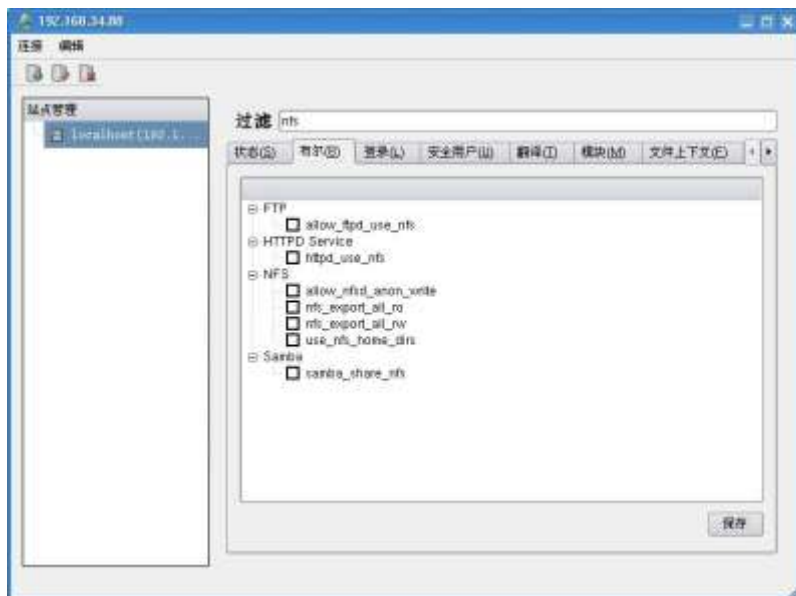 192.168.34.88
连接 编辑
站点管理
localhost(192.1...
过滤 nfs
状态(S) 布尔(B) 登录(L) 安全用户(U) 翻译(T) 模块(M) 文件上下文(F)
FTP
allow_ftpd_use_nfs
HTTPD Service
httpd_use_nfs
NFS
allow_nfsd_anon_write
nfs_export_all_ro
nfs_export_all_rw
use_nfs_home_dirs
Samba
samba_share_nfs
保存